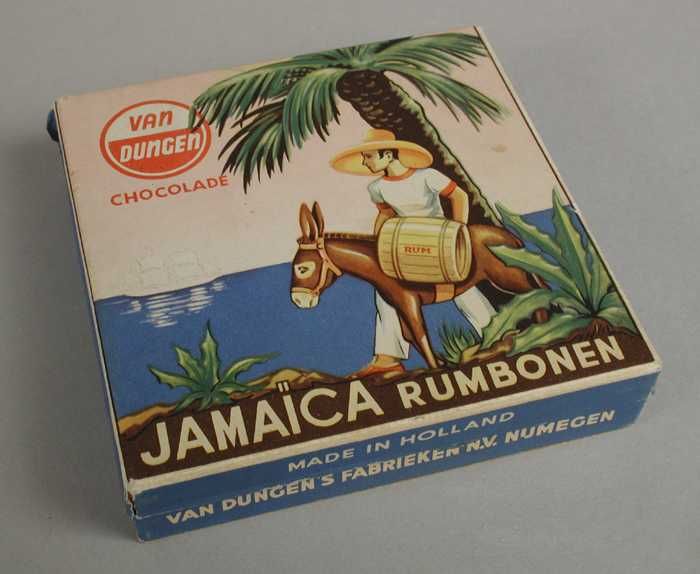 VAN
DUNGEN
CHOCOLADE
RUM
JAMAÏCA RUMBONEN
MADE IN HOLLAND
VAN DUNGEN'S FABRIEKEN N.V. NIJMEGEN